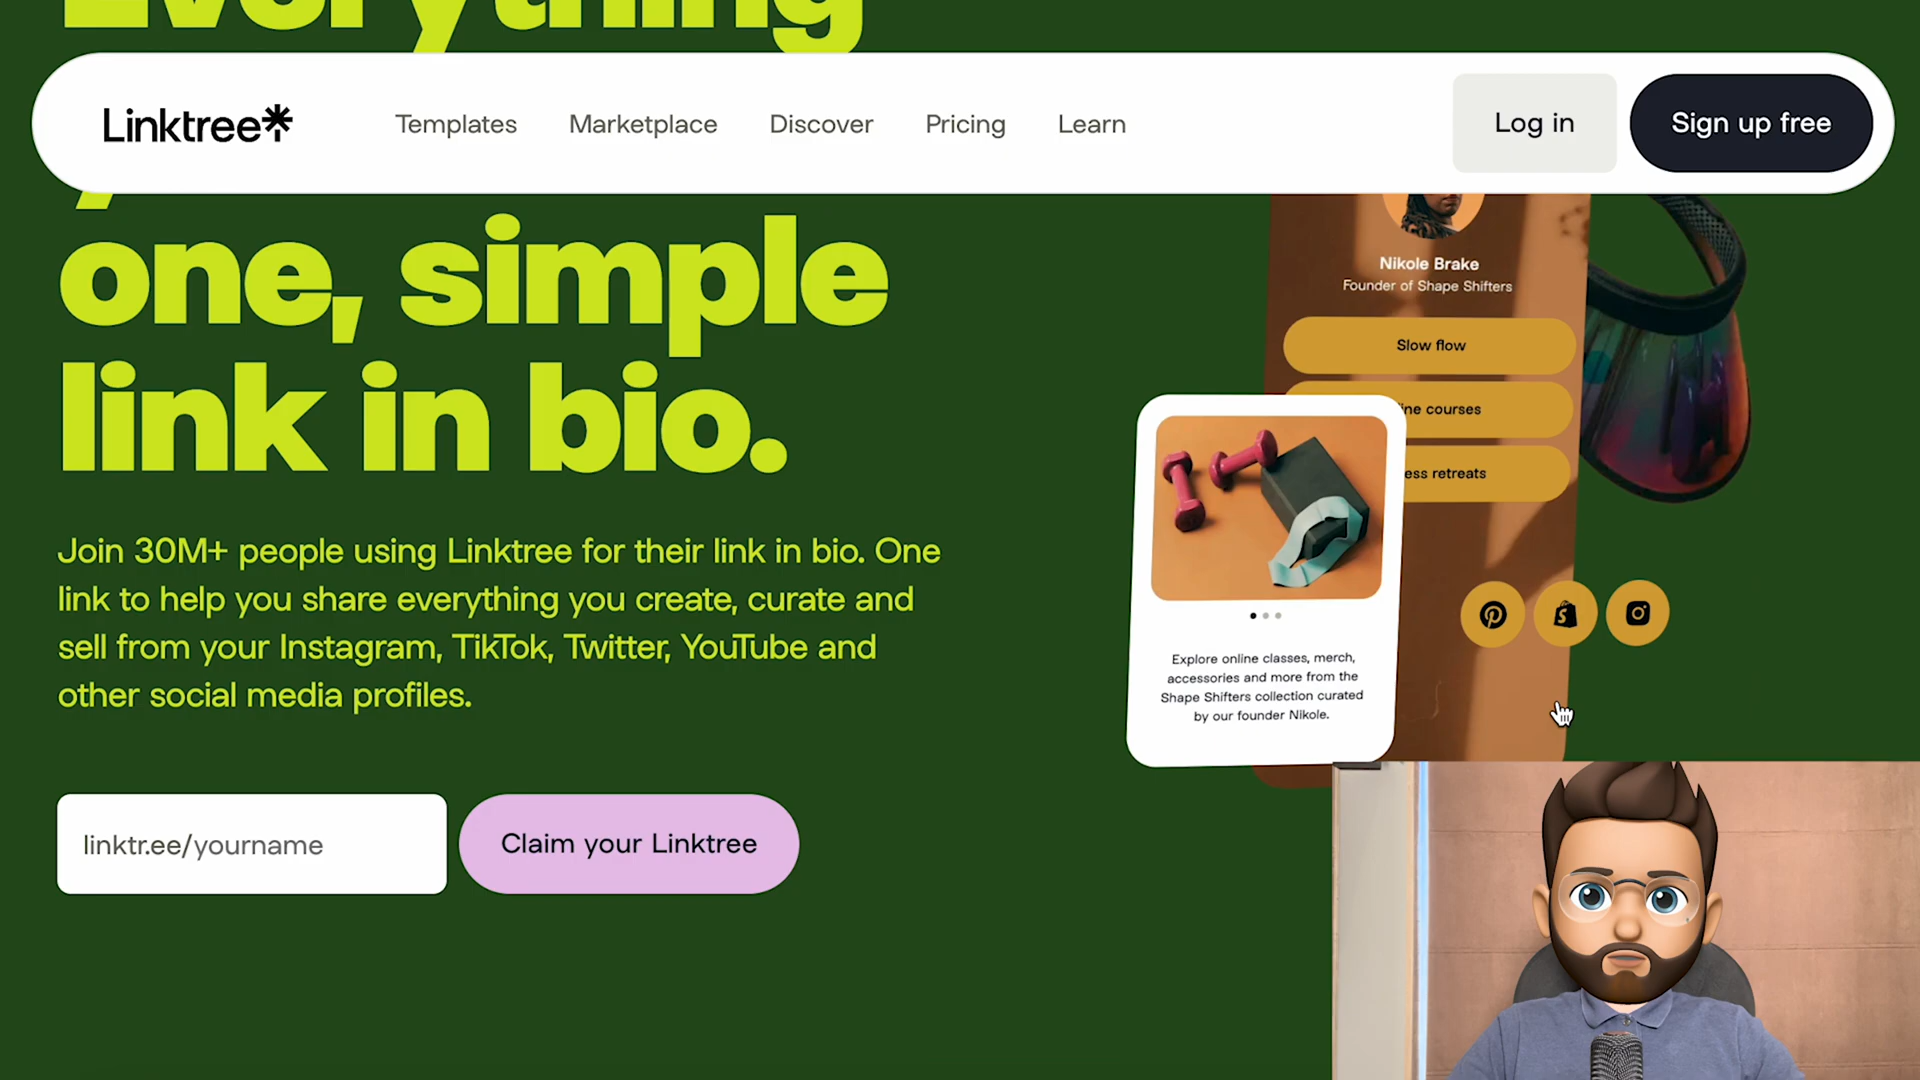 Everything
Linktree
Templates
Marketplace
Discover
Pricing
Learn
Log in
Sign up free
one, simple
link in bio.
Join 30M+ people using Linktree for their link in bio. One
link to help you share everything you create, curate and
sell from your Instagram, TikTok, Twitter, YouTube and
other social media profiles.
linktr.ee/yourname
Claim your Linktree
Nikole Brake
Founder of Shape Shifters
Slow flow
courses
retreats
Explore online classes, merch,
accessories and more from the
Shape Shifters collection curated
by our founder Nikole.